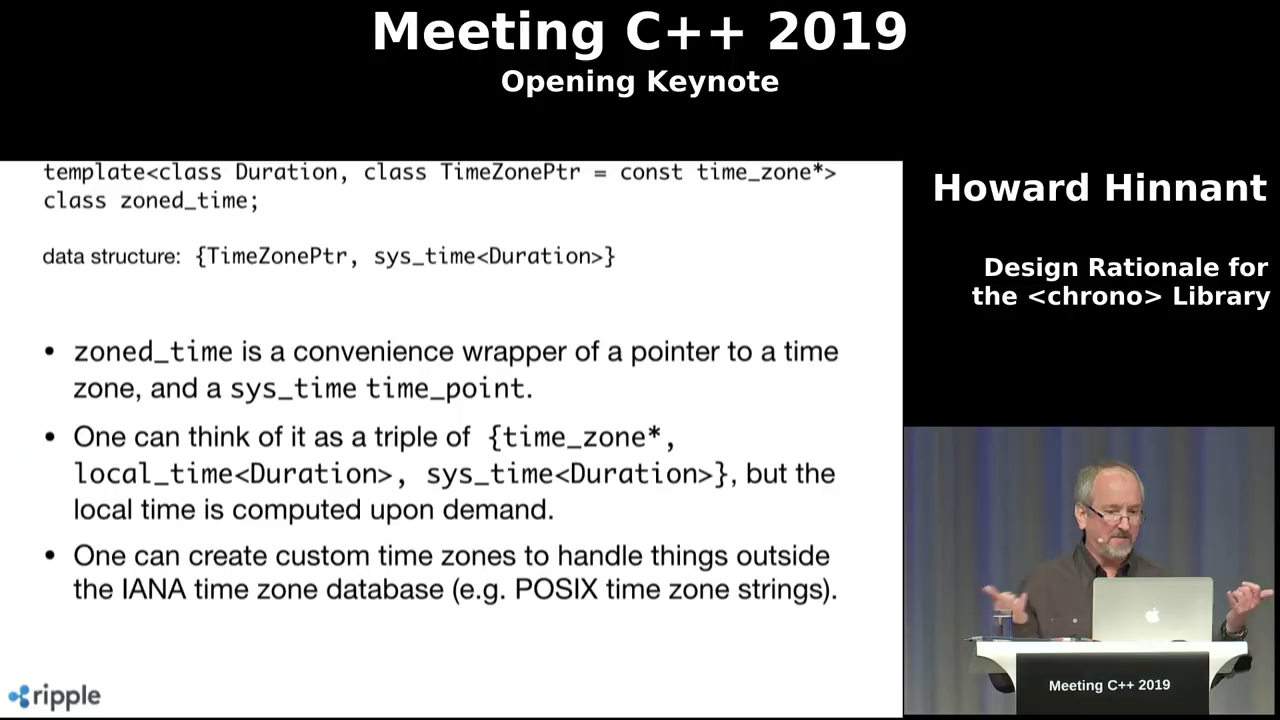 Meeting C++ 2019
Opening Keynote
template<class Duration, class TimeZonePtr = const time_zone*>
class zoned_time;
data structure: {TimeZonePtr, sys_time<Duration>}
• zoned_time is a convenience wrapper of a pointer to a time
zone, and a sys_time time_point.
• One can think of it as a triple of {time_zone*,
local_time<Duration>, sys_time<Duration>}, but the
local time is computed upon demand.
• One can create custom time zones to handle things outside
the IANA time zone database (e.g. POSIX time zone strings).
ripple
Howard Hinnant
Design Rationale for
the <chrono> Library
Meeting C++ 2019